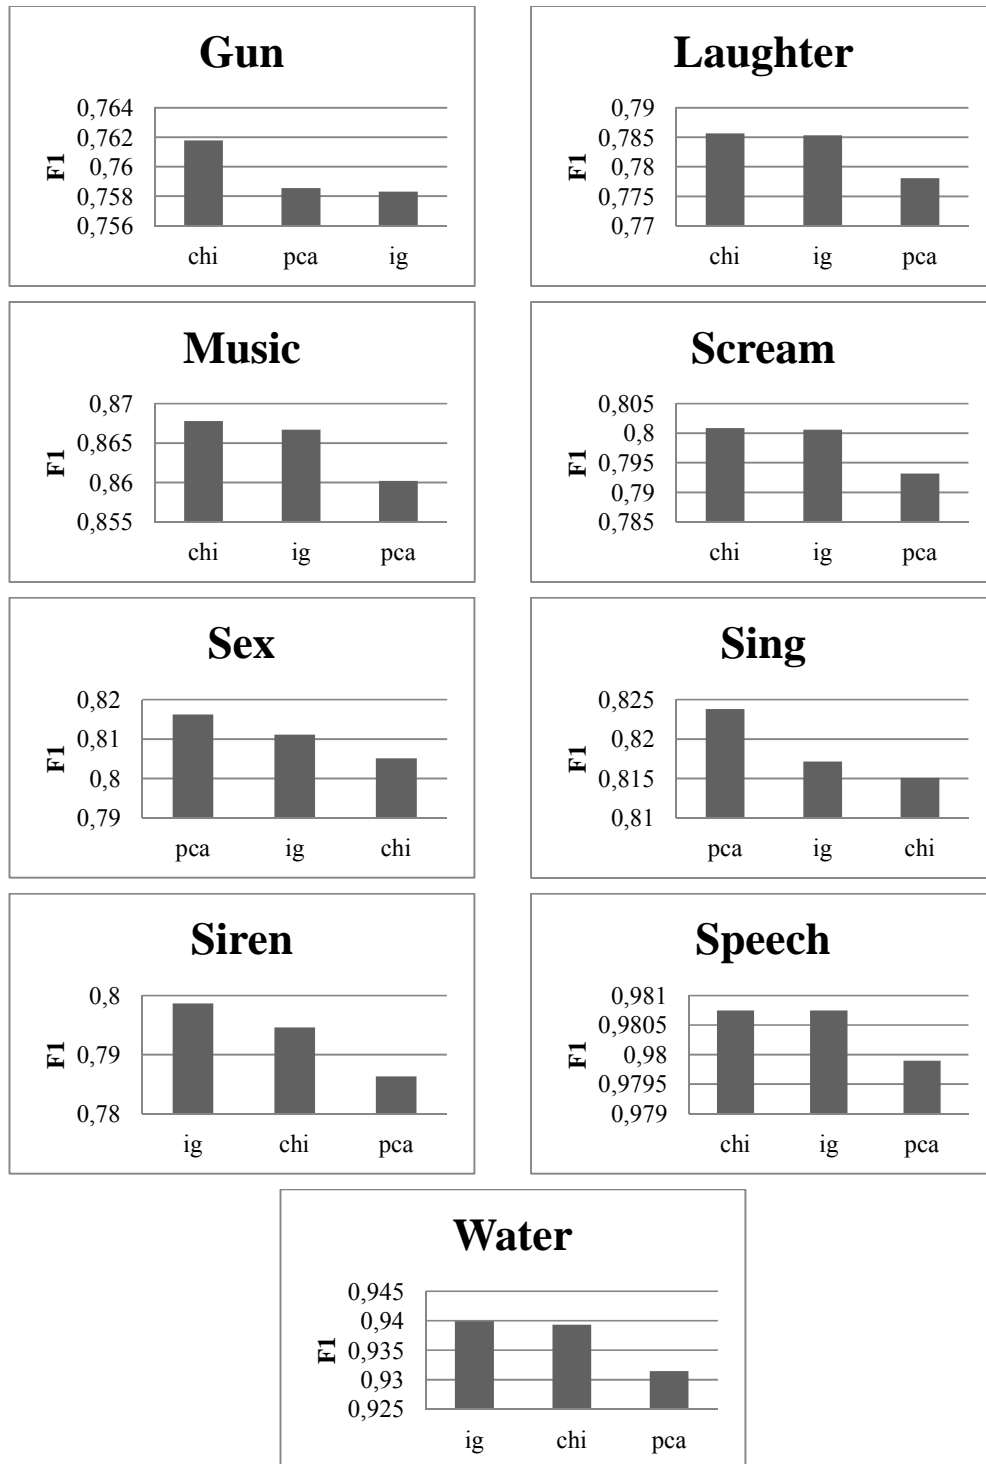 Gun
0,764
0,762
0,76
0,758
0,756
F1
chi pca ig
Laughter
0,79
0,785
0,78
0,775
0,77
F1
chi ig pca
Music
0,87
0,865
0,86
0,855
F1
chi ig pca
Scream
0,805
0,8
0,795
0,79
0,785
F1
chi ig pca
Sex
0,82
0,81
0,8
0,79
F1
pca ig chi
Sing
0,825
0,82
0,815
0,81
F1
pca ig chi
Siren
0,8
0,79
0,78
F1
ig chi pca
Speech
0,981
0,9805
0,98
0,9795
0,979
F1
chi ig pca
Water
0,945
0,94
0,935
0,93
0,925
F1
ig chi pca